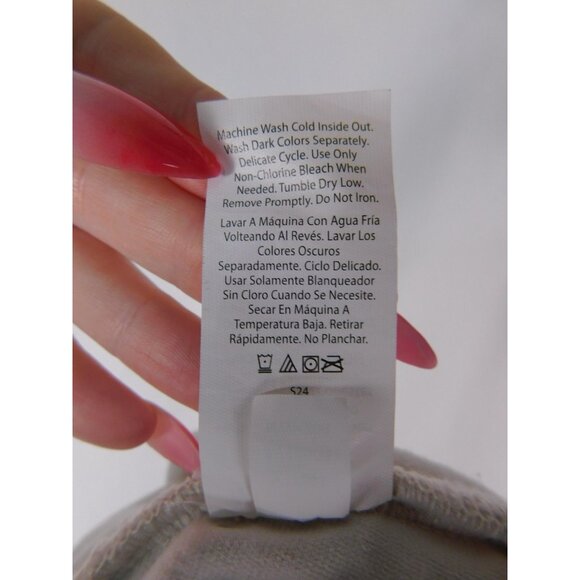 Machine Wash Cold Inside Out.
Wash Dark Colors Separately.
Delicate Cycle. Use Only
Non-Chlorine Bleach When
Needed. Tumble Dry Low.
Remove Promptly. Do Not Iron.
Lavar A Máquina Con Agua Fría
Volteando Al Revés. Lavar Los
Colores Oscuros
Separadamente. Ciclo Delicado.
Usar Solamente Blanqueador
Sin Cloro Cuando Se Necesite.
Secar En Máquina A
Temperatura Baja. Retirar
Rápidamente. No Planchar.
S24